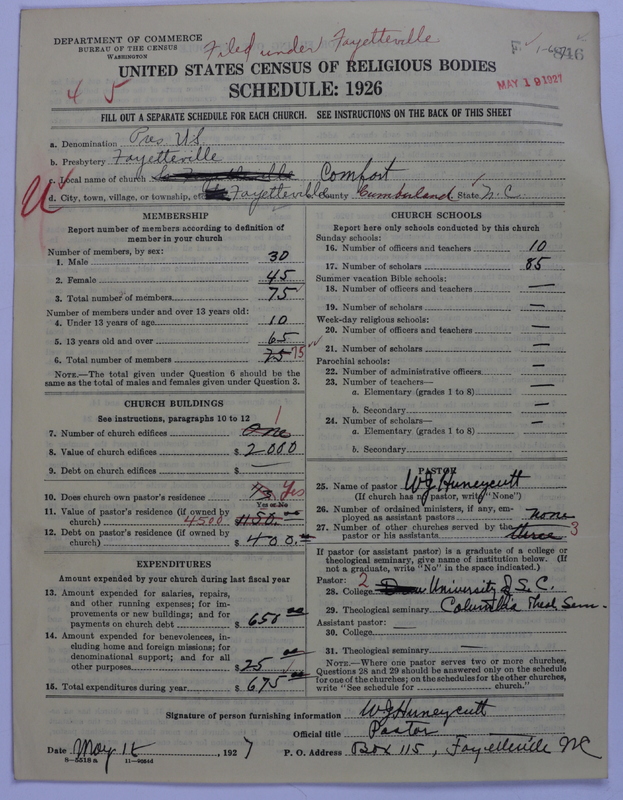 DEPARTMENT OF COMMERCE
BUREAU OF THE CENSUS
WASHINGTON
Filed under Fayetteville
846
MAY 19 1927
UNITED STATES CENSUS OF RELIGIOUS BODIES
SCHEDULE: 1926
4 5
FILL OUT A SEPARATE SCHEDULE FOR EACH CHURCH. SEE INSTRUCTIONS ON THE BACK OF THIS SHEET
a. Denomination Pres. U.S.
b. Presbytery Fayetteville
c. Local name of church Comfort
d. City, town, village, or township, etc. Fayetteville County Cumberland State N.C.
MEMBERSHIP
Report number of members according to definition of
member in your church
Number of members, by sex:
1. Male 30
2. Female 45
3. Total number of members 75
Number of members under and over 13 years old:
4. Under 13 years of age 10
5. 13 years old and over 65
6. Total number of members 75 75
NOTE.—The total given under Question 6 should be
same as the total of males and females given under Question 3.
CHURCH BUILDINGS
See instructions, paragraphs 10 to 12
7. Number of church edifices One 1
8. Value of church edifices $ 2000
9. Debt on church edifices $ —
10. Does church own pastor's residence Yes
Yes or No
11. Value of pastor's residence (if owned by
church) 4500 $ 1150.00
12. Debt on pastor's residence (if owned by
church) $ 400.00
EXPENDITURES
Amount expended by your church during last fiscal year
13. Amount expended for salaries, repairs,
and other running expenses; for im-
provements or new buildings; and for
payments on church debt $ 650 00
14. Amount expended for benevolences, in-
cluding home and foreign missions; for
denominational support; and for all
other purposes $ 25 00
15. Total expenditures during year $ 675 00
CHURCH SCHOOLS
Report here only schools conducted by this church
Sunday schools:
16. Number of officers and teachers 10
17. Number of scholars 85
Summer vacation Bible schools:
18. Number of officers and teachers —
19. Number of scholars —
Week-day religious schools:
20. Number of officers and teachers —
21. Number of scholars —
Parochial schools:
22. Number of administrative officers —
23. Number of teachers—
a. Elementary (grades 1 to 8) —
b. Secondary —
24. Number of scholars—
a. Elementary (grades 1 to 8) —
b. Secondary
PASTOR
25. Name of pastor W J Huneycutt
(If church has no pastor, write "None")
26. Number of ordained ministers, if any, em-
ployed as assistant pastors none
27. Number of other churches served by the
pastor or his assistants three 3
If pastor (or assistant pastor) is a graduate of a college or
theological seminary, give name of institution below. (If
not a graduate, write "No" in the space indicated.)
Pastor: 2
28. College University of S.C.
29. Theological seminary Columbia Theol Sem.
Assistant pastor:
30. College —
31. Theological seminary —
NOTE.—Where one pastor serves two or more churches,
Questions 28 and 29 should be answered only on the schedule
for one of the churches; on the schedules for the other churches,
write "See schedule for church."
Signature of person furnishing information W J Huneycutt
Official title Pastor
Date May 15, 1927 P. O. Address Box 115, Fayetteville NC
8—5518a 11—9064d